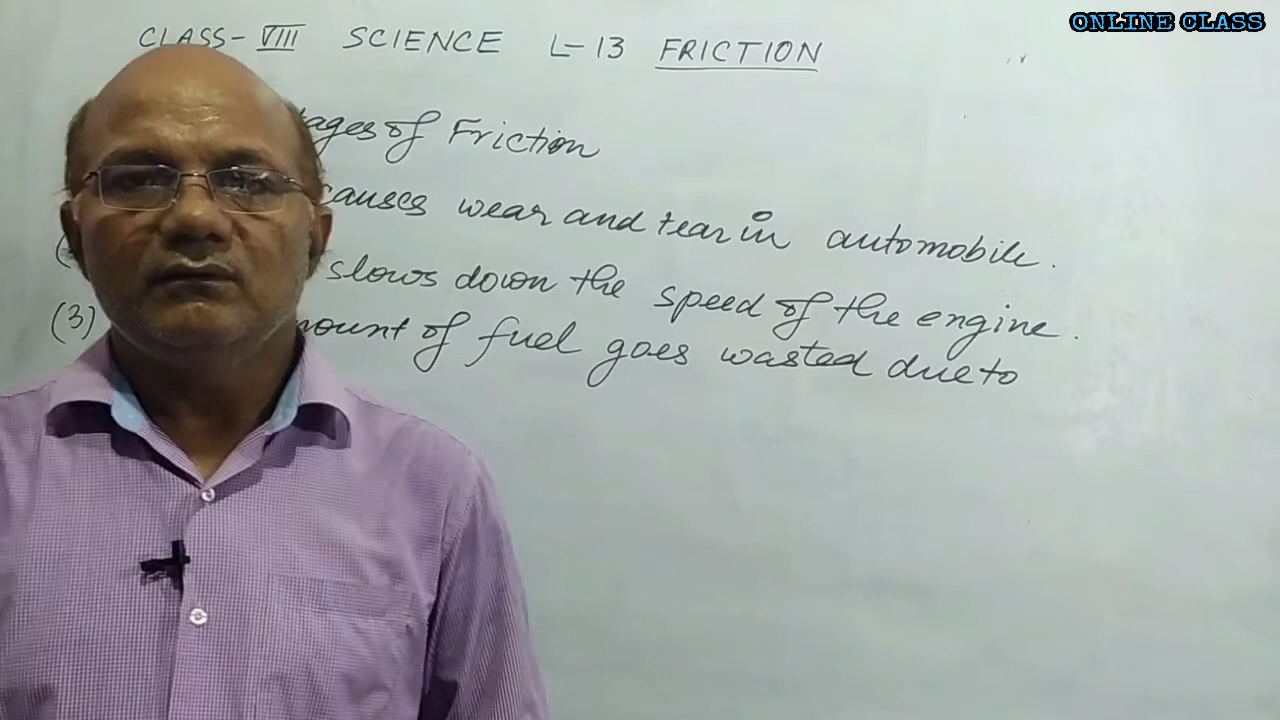 ONLINE CLASS
CLASS- VIII SCIENCE L-13 FRICTION
tages of Friction
causes wear and tear in automobile.
slows down the speed of the engine.
(3) mount of fuel goes wasted due to